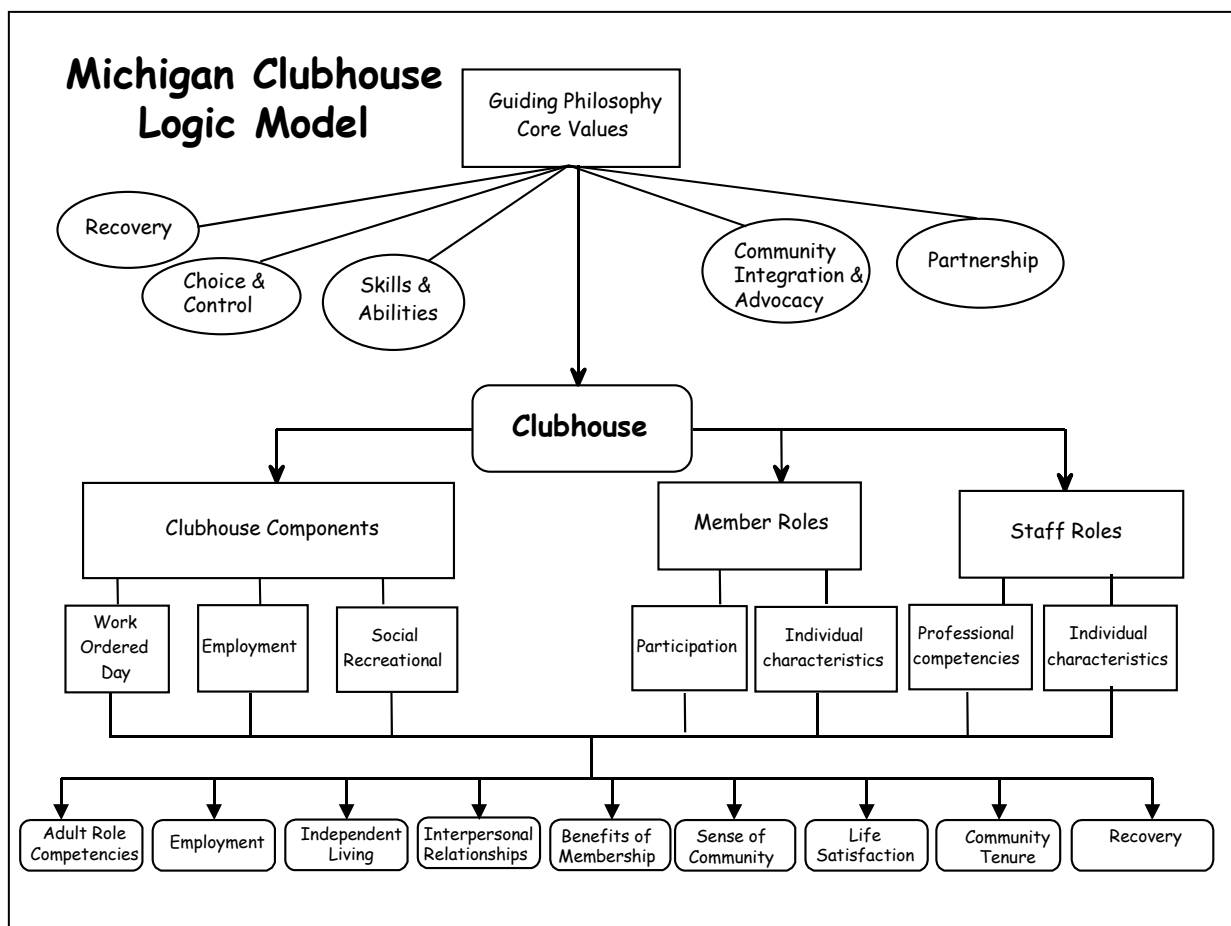 Michigan Clubhouse
Logic Model
Guiding Philosophy
Core Values
Recovery
Choice &
Control
Skills &
Abilities
Community
Integration &
Advocacy
Partnership
Clubhouse
Clubhouse Components
Member Roles
Staff Roles
Work
Ordered
Day
Employment
Social
Recreational
Participation
Individual
characteristics
Professional
competencies
Individual
characteristics
Adult Role
Competencies
Employment
Independent
Living
Interpersonal
Relationships
Benefits of
Membership
Sense of
Community
Life
Satisfaction
Community
Tenure
Recovery